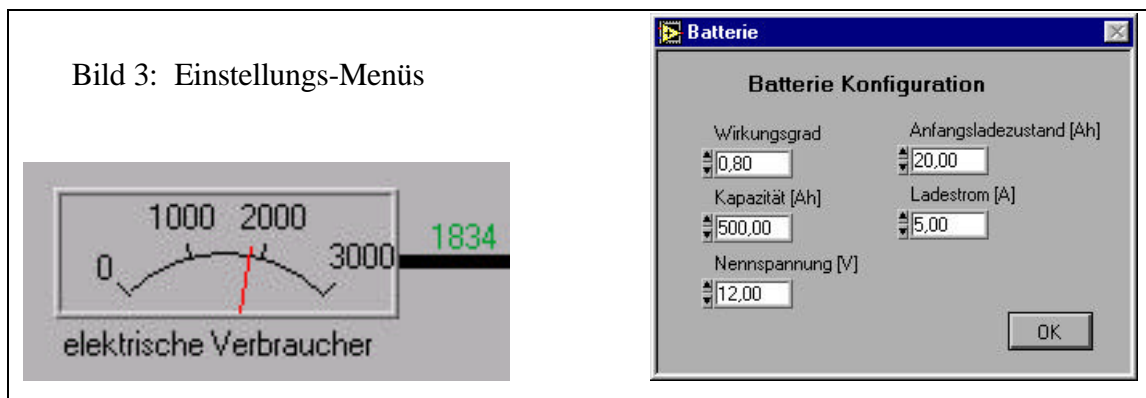 Bild 3: Einstellungs-Menüs
0 1000 2000 3000
1834
elektrische Verbraucher
Batterie
Batterie Konfiguration
Wirkungsgrad
0,80
Anfangsladezustand [Ah]
20,00
Kapazität [Ah]
500,00
Ladestrom [A]
5,00
Nennspannung [V]
12,00
OK